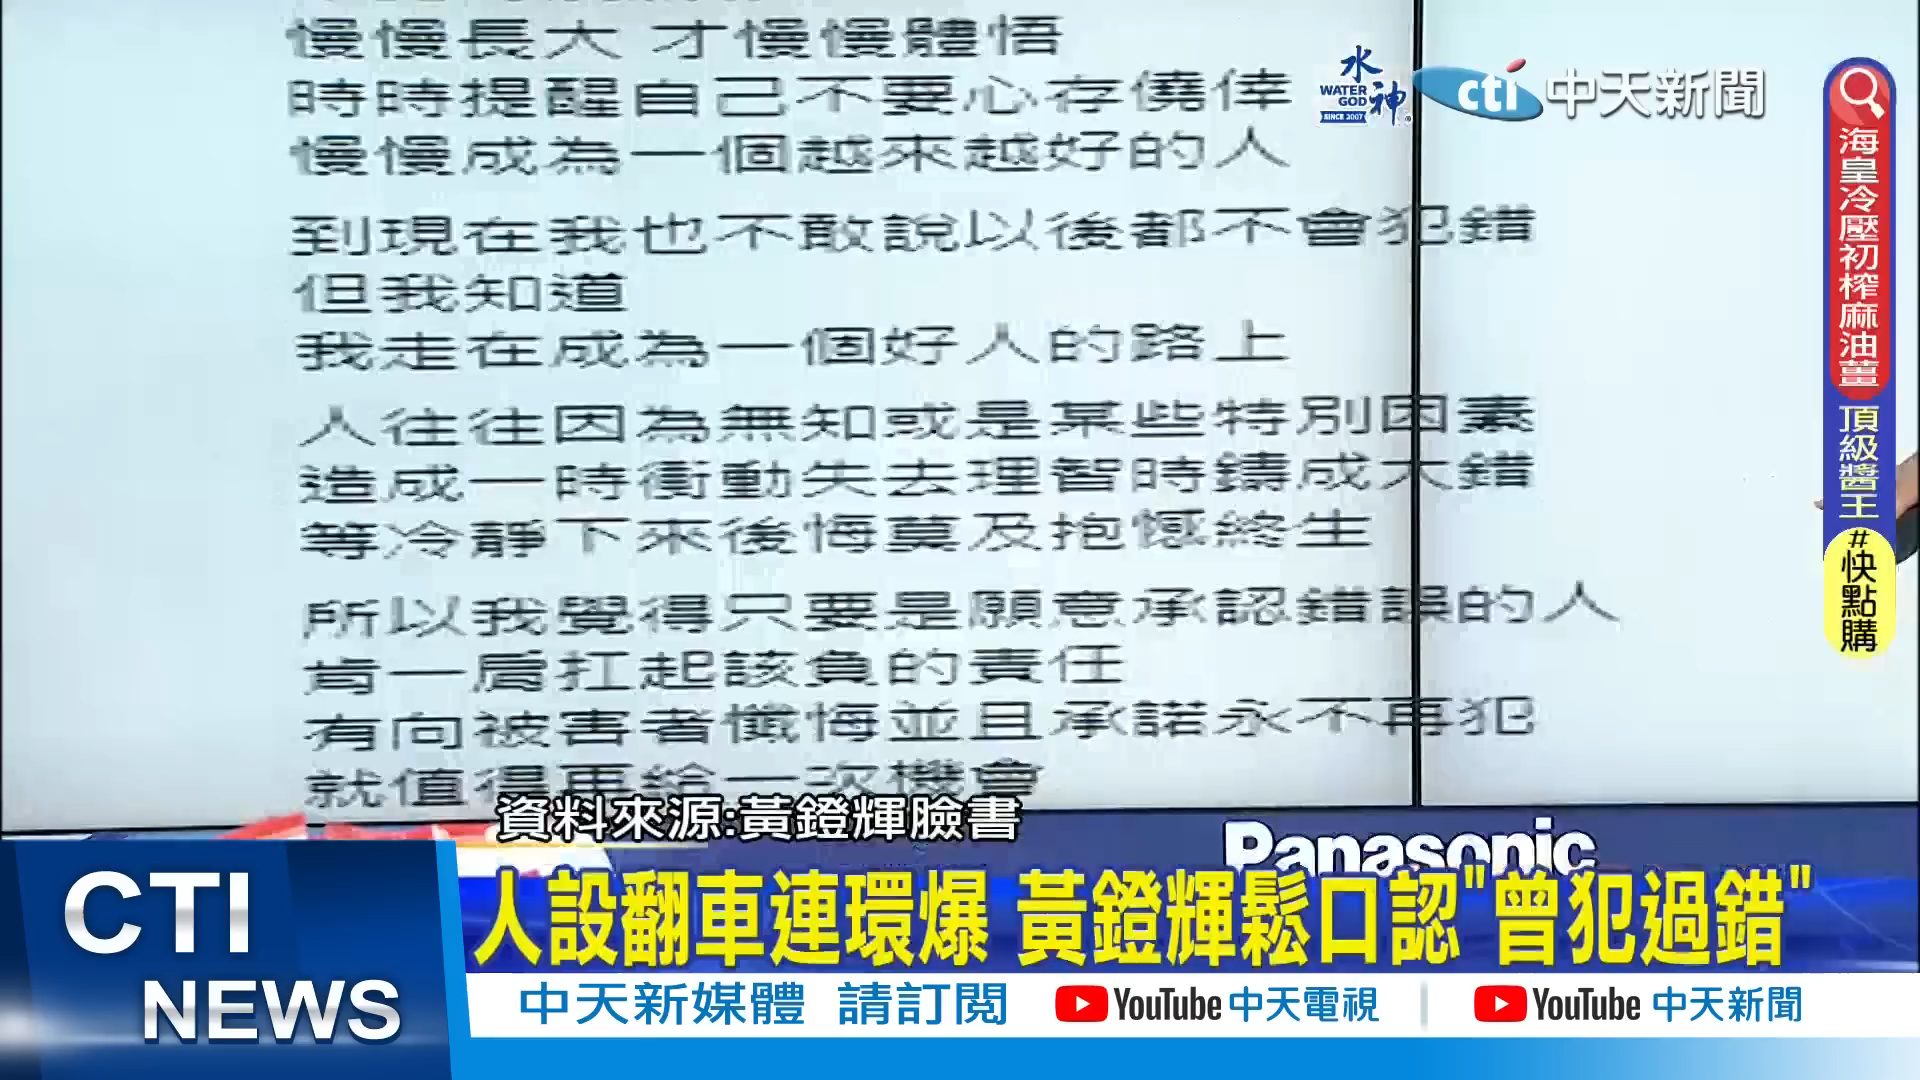 慢慢長大 才慢慢體悟
時時提醒自己不要心存僥倖
慢慢成為一個越來越好的人
到現在我也不敢說以後都不會犯錯
但我知道
我走在成為一個好人的路上
人往往因為無知或是某些特別因素
造成一時衝動失去理智時鑄成大錯
等冷靜下來後悔莫及抱憾終生
所以我覺得只要是願意承認錯誤的人
肯一肩扛起該負的責任
有向被害者懺悔並且承諾永不再犯
就值得再給一次機會
水神
WATER GOD
SINCE 2007
cti 中天新聞
海皇冷壓初榨麻油薑
頂級醬王
#快點購
資料來源:黃鐙輝臉書
Panasonic
人設翻車連環爆 黃鐙輝鬆口認"曾犯過錯"
CTI
NEWS
中天新媒體 請訂閱 YouTube 中天電視 YouTube 中天新聞